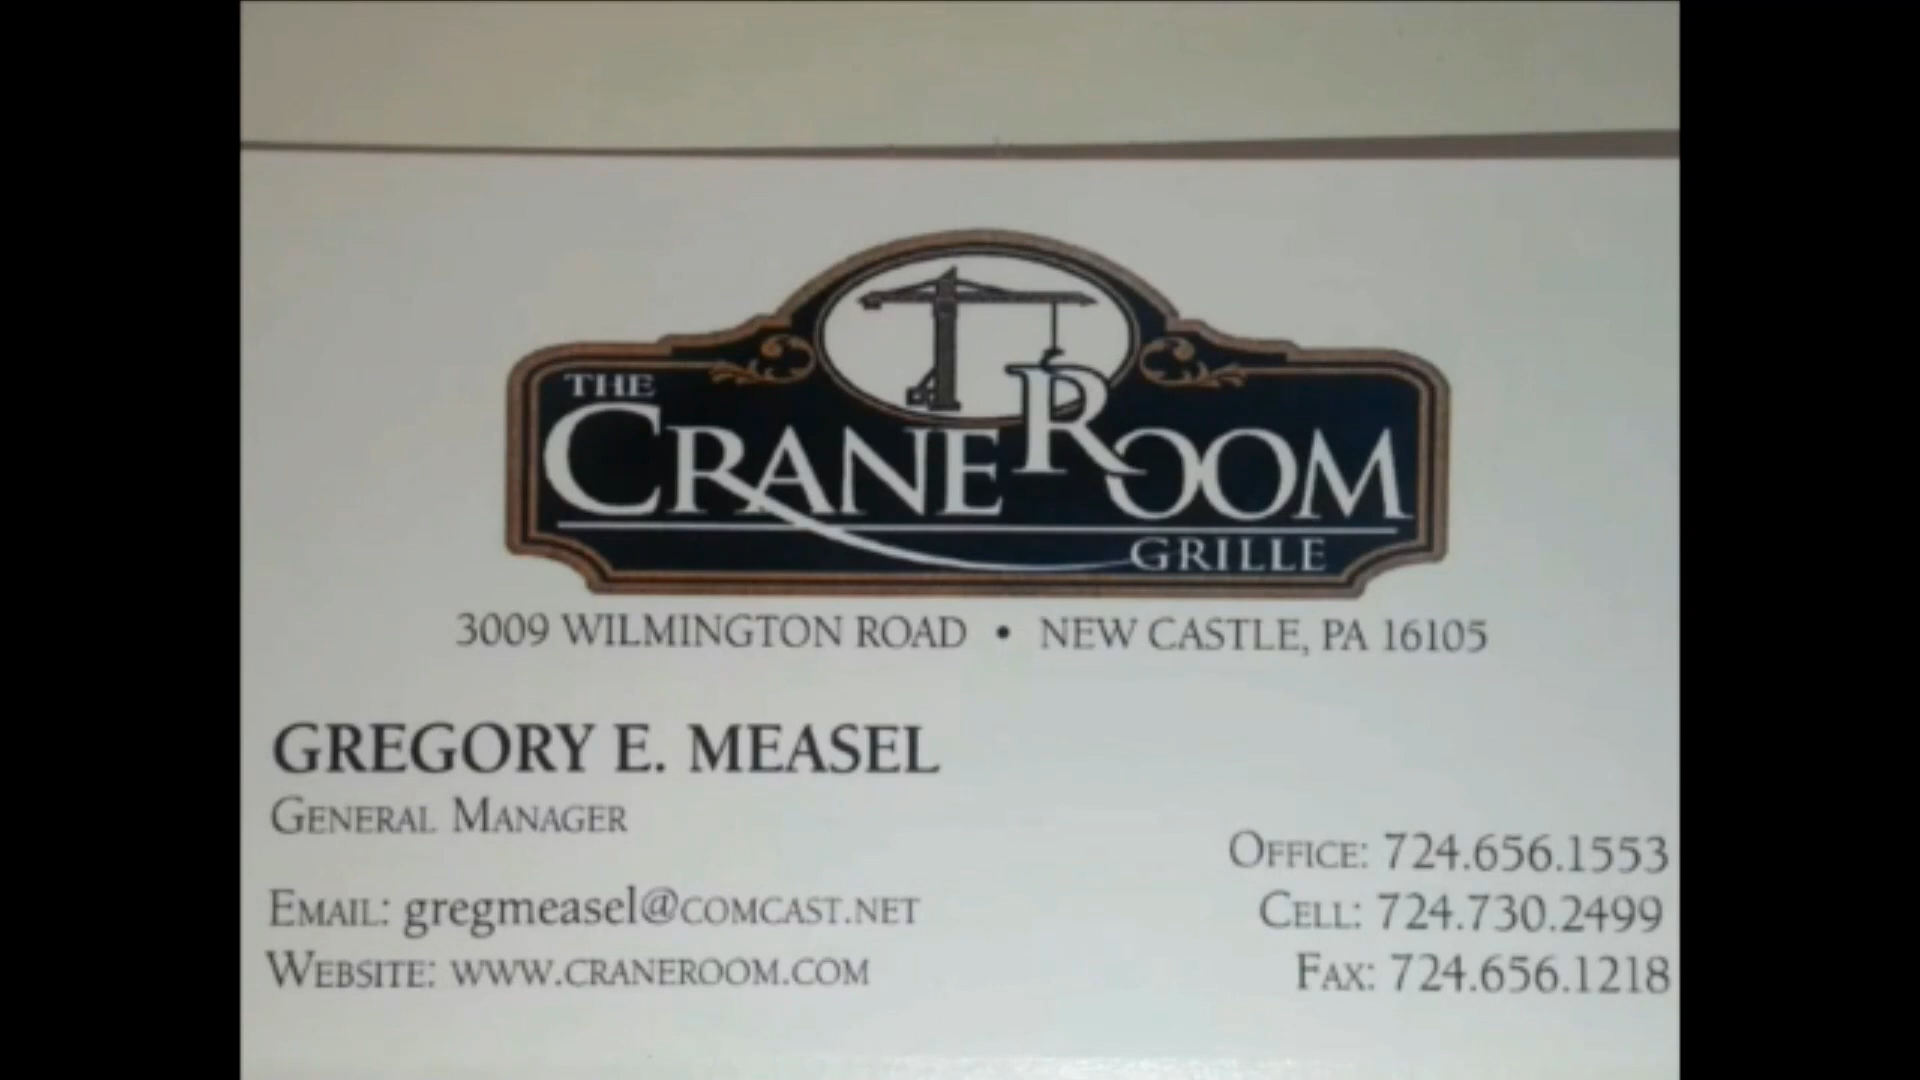 THE
CRANE ROOM
GRILLE
3009 WILMINGTON ROAD • NEW CASTLE, PA 16105
GREGORY E. MEASEL
GENERAL MANAGER
OFFICE: 724.656.1553
EMAIL: gregmeasel@COMCAST.NET
CELL: 724.730.2499
WEBSITE: WWW.CRANEROOM.COM
FAX: 724.656.1218